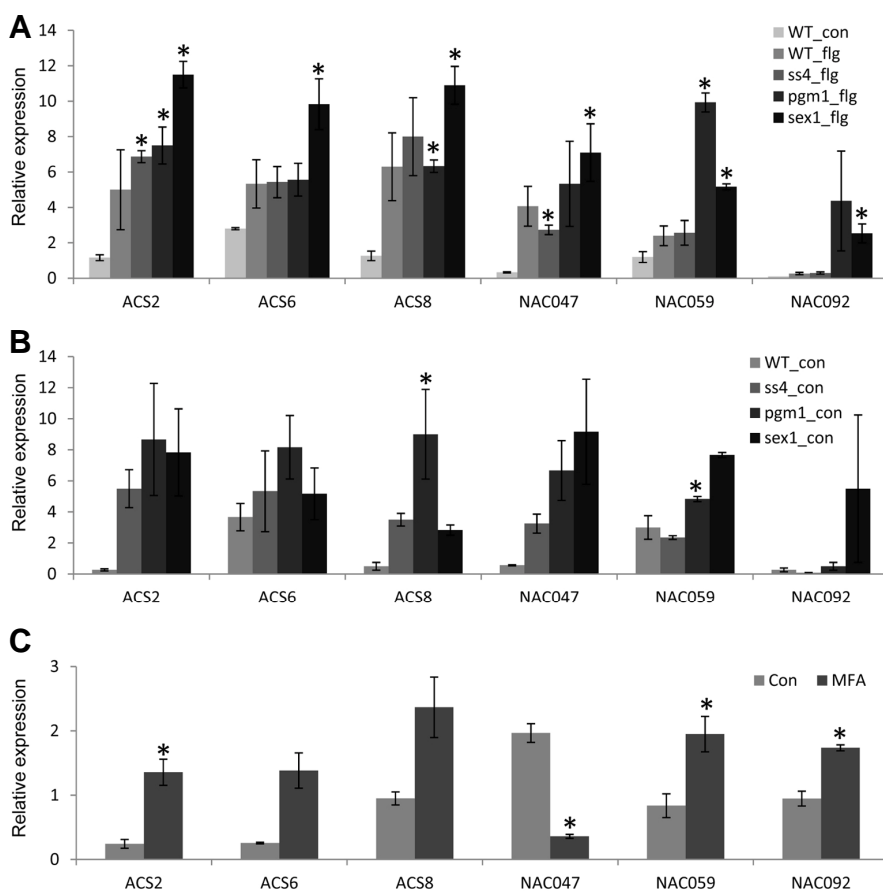 A
Relative expression
14
12
10
8
6
4
2
0
WT_con
WT_flg
ss4_flg
pgm1_flg
sex1_flg
* * * * * * * * * * *
ACS2 ACS6 ACS8 NAC047 NAC059 NAC092
B
Relative expression
14
12
10
8
6
4
2
0
WT_con
ss4_con
pgm1_con
sex1_con
* *
ACS2 ACS6 ACS8 NAC047 NAC059 NAC092
C
Relative expression
3
2
1
0
Con MFA
* * * *
ACS2 ACS6 ACS8 NAC047 NAC059 NAC092